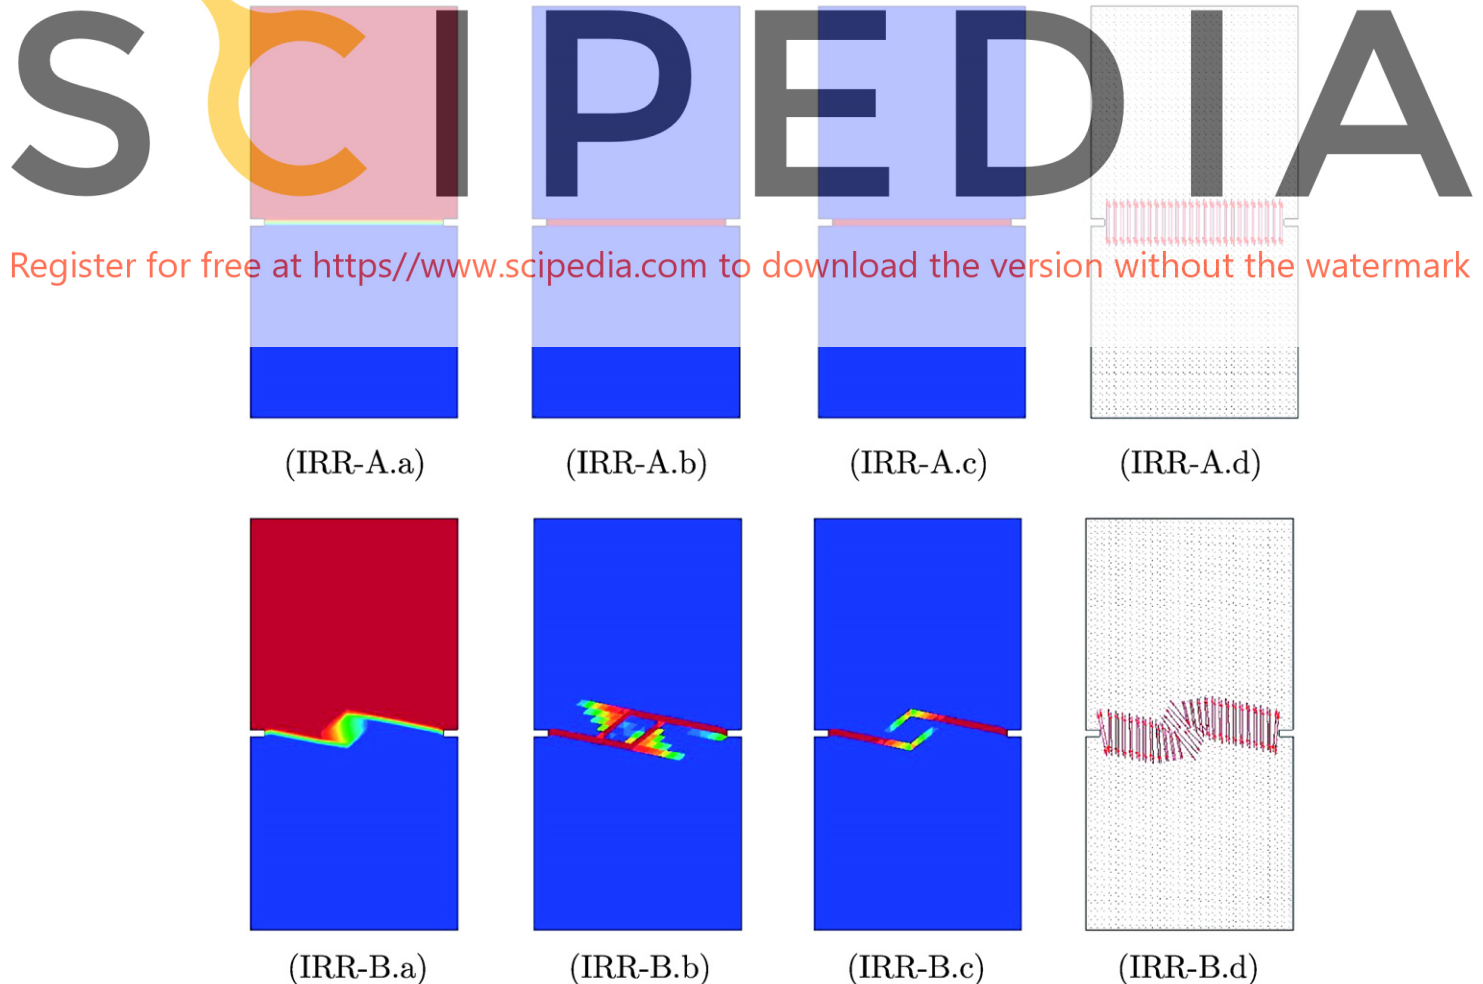 SCIPEDIA
Register for free at https//www.scipedia.com to download the version without the watermark
(IRR-A.a) (IRR-A.b) (IRR-A.c) (IRR-A.d)
(IRR-B.a) (IRR-B.b) (IRR-B.c) (IRR-B.d)